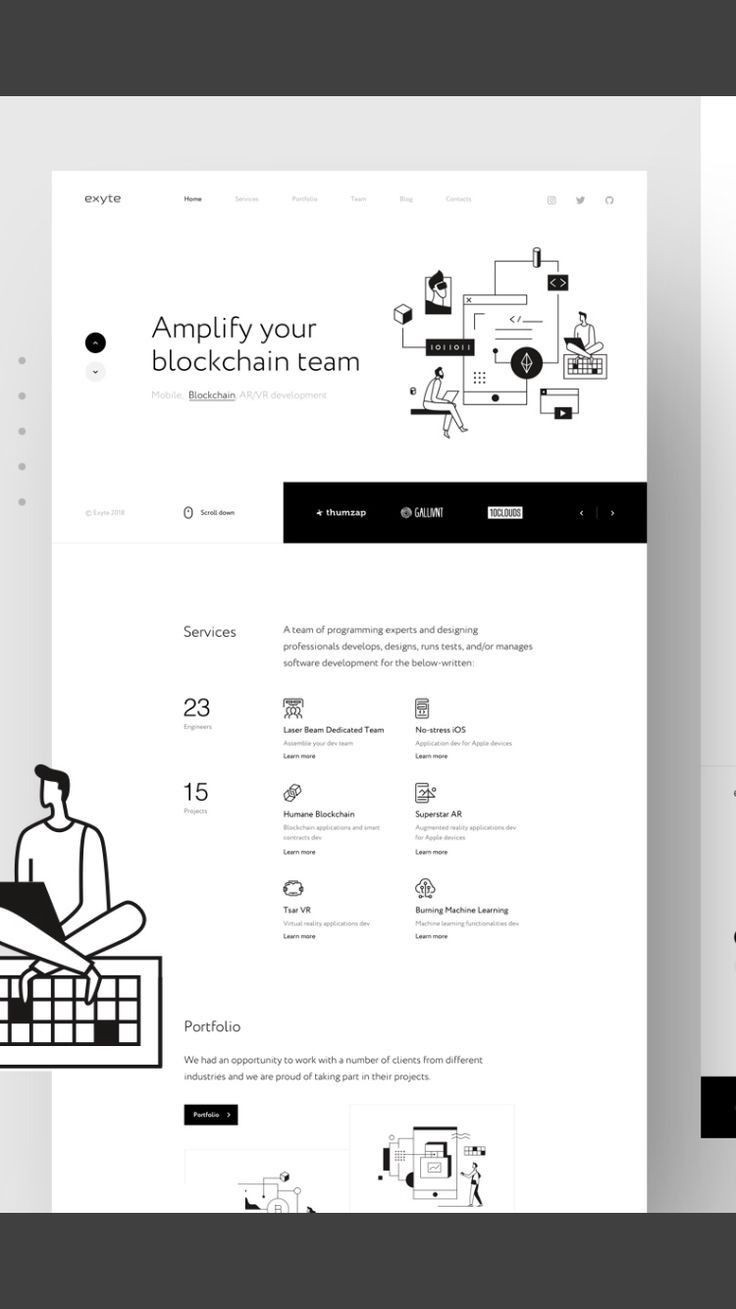 exyte
Home Services Portfolio Team Blog Contacts
Amplify your
blockchain team
Mobile, Blockchain, AR/VR development
</>
1011011
© Exyte 2018
Scroll down
thumzap
GALLIVNT
10CLOUDS
Services
A team of programming experts and designing
professionals develops, designs, runs tests, and/or manages
software development for the below-written:
23
Engineers
15
Projects
Laser Beam Dedicated Team
Assemble your dev team
Learn more
No-stress iOS
Application dev for Apple devices
Learn more
Humane Blockchain
Blockchain applications and smart
contracts dev
Learn more
Superstar AR
Augmented reality applications dev
for Apple devices
Learn more
Tsar VR
Virtual reality applications dev
Learn more
Burning Machine Learning
Machine learning functionalities dev
Learn more
Portfolio
We had an opportunity to work with a number of clients from different
industries and we are proud of taking part in their projects.
Portfolio